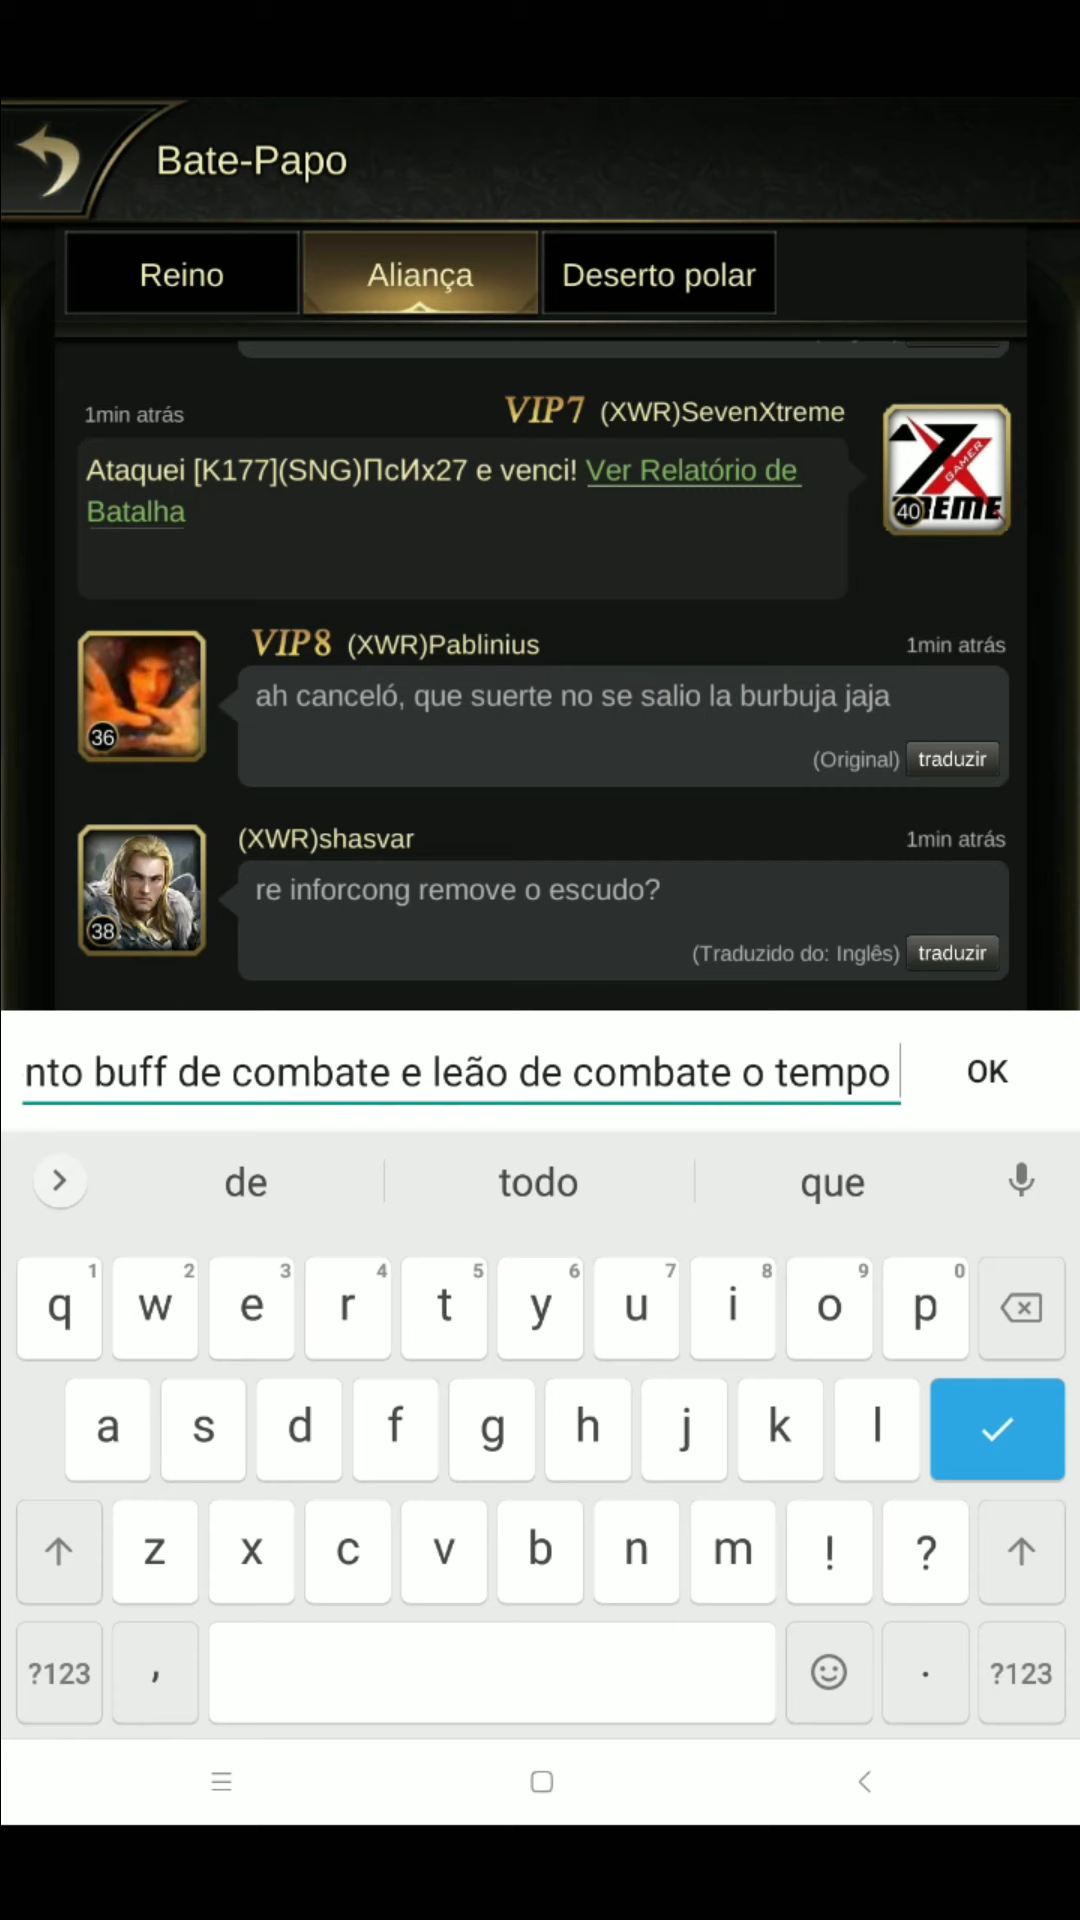 Bate-Papo
Reino
Aliança
Deserto polar
1min atrás
VIP7 (XWR)SevenXtreme
Ataquei [K177](SNG)ПсИх27 e venci! Ver Relatório de
Batalha
7X
GAMER
40
VIP8 (XWR)Pablinius
1min atrás
36
ah canceló, que suerte no se salio la burbuja jaja
(Original) traduzir
(XWR)shasvar
1min atrás
38
re inforcong remove o escudo?
(Traduzido do: Inglês) traduzir
nto buff de combate e leão de combate o tempo
OK
de
todo
que
1 2 3 4 5 6 7 8 9 0
q w e r t y u i o p
a s d f g h j k l
z x c v b n m ! ?
?123 , . ?123